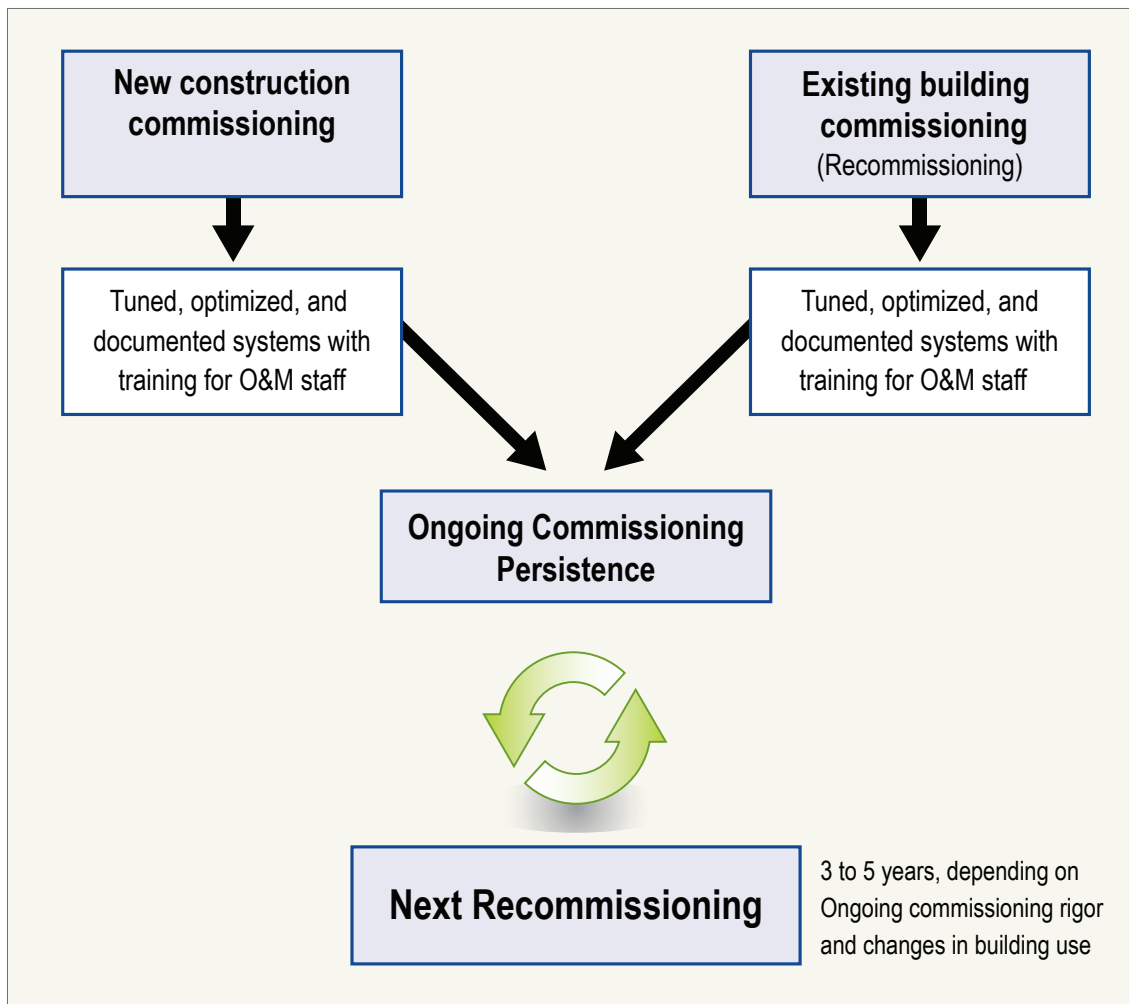 New construction
commissioning
Existing building
commissioning
(Recommissioning)
Tuned, optimized, and
documented systems with
training for O&M staff
Tuned, optimized, and
documented systems with
training for O&M staff
Ongoing Commissioning
Persistence
Next Recommissioning
3 to 5 years, depending on
Ongoing commissioning rigor
and changes in building use